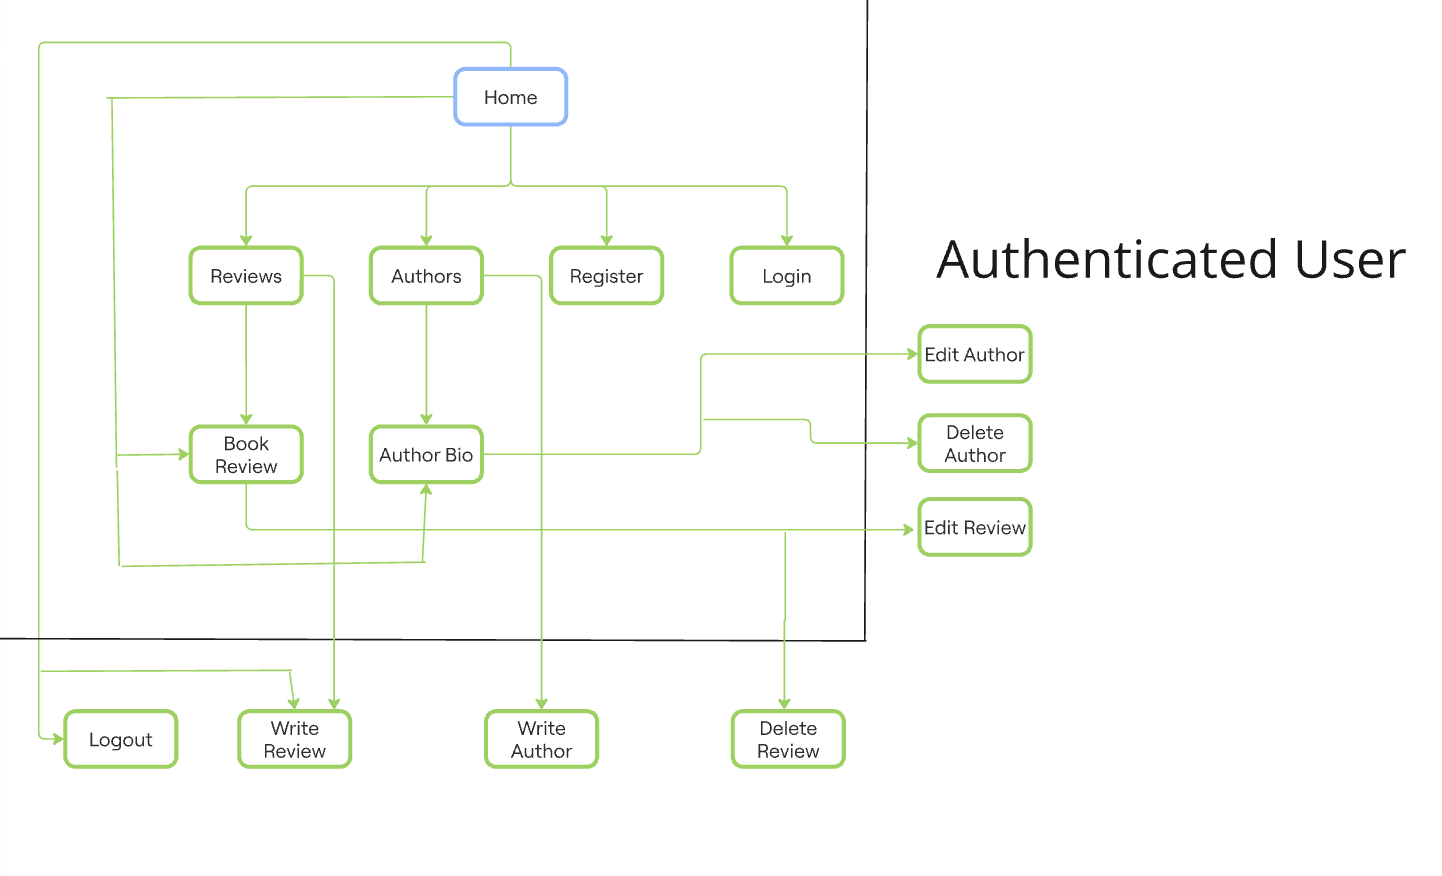 Home
Reviews
Authors
Register
Login
Authenticated User
Edit Author
Book
Review
Author Bio
Delete
Author
Edit Review
Logout
Write
Review
Write
Author
Delete
Review